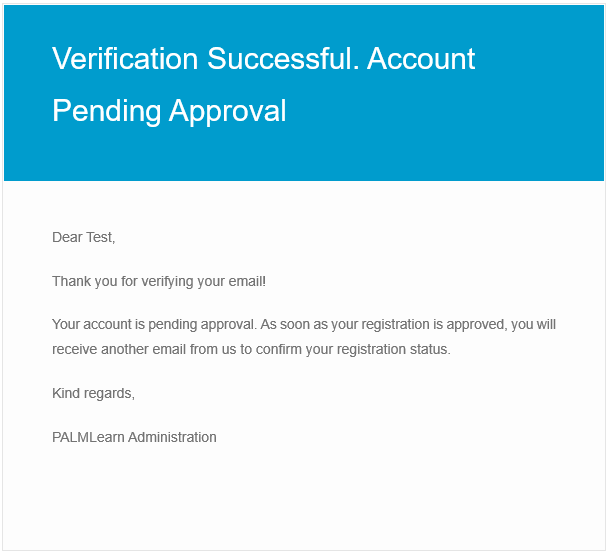 Verification Successful. Account
Pending Approval
Dear Test,
Thank you for verifying your email!
Your account is pending approval. As soon as your registration is approved, you will
receive another email from us to confirm your registration status.
Kind regards,
PALMLearn Administration